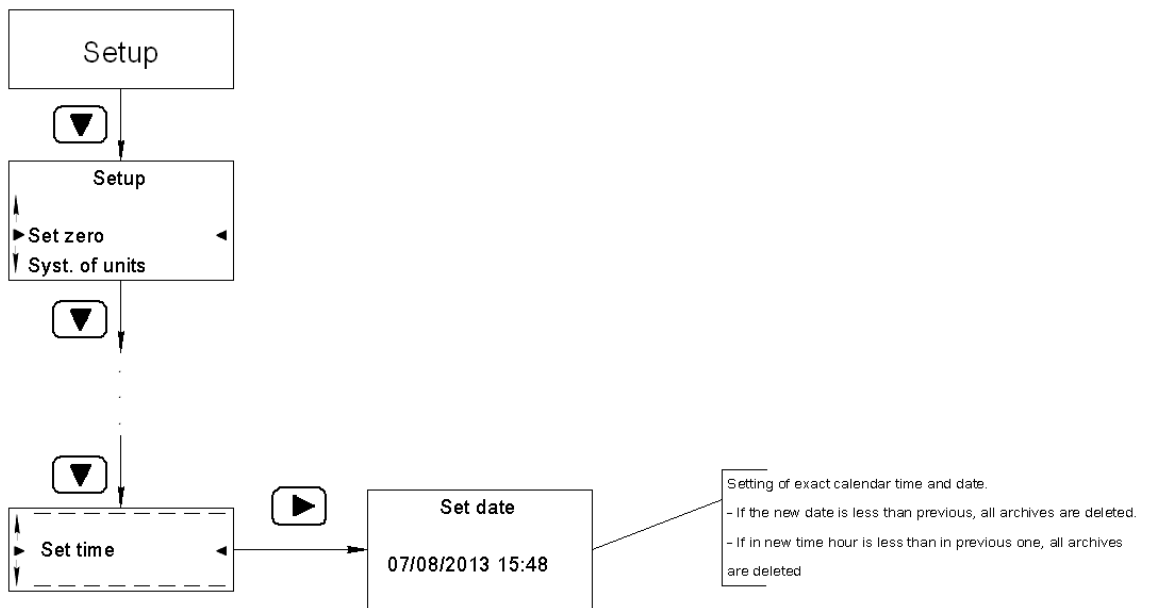 Setup
Setup
Set zero
Syst. of units
Set time
Set date
07/08/2013 15:48
Setting of exact calendar time and date.
- If the new date is less than previous, all archives are deleted.
- If in new time hour is less than in previous one, all archives
are deleted